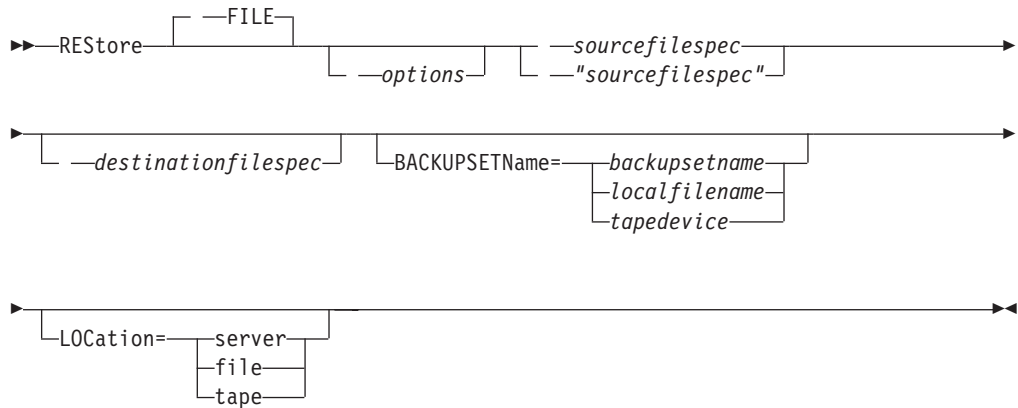 FILE
REStore
sourcefilespec
options
"sourcefilespec"
destinationfilespec
BACKUPSETName=
backupsetname
localfilename
tapedevice
LOCation=
server
file
tape